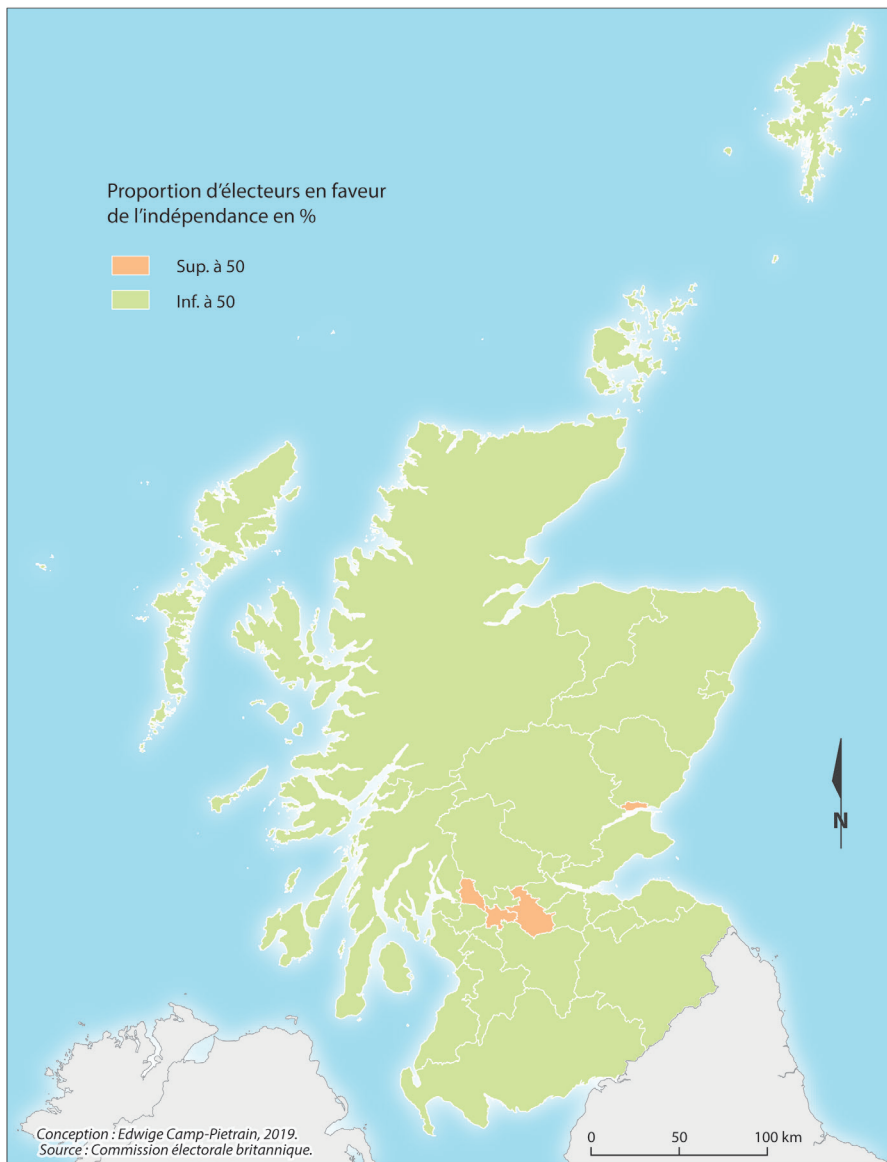 Proportion d'électeurs en faveur
de l'indépendance en %
Sup. à 50
Inf. à 50
N
Conception : Edwige Camp-Pietrain, 2019.
Source : Commission électorale britannique.
0 50 100 km